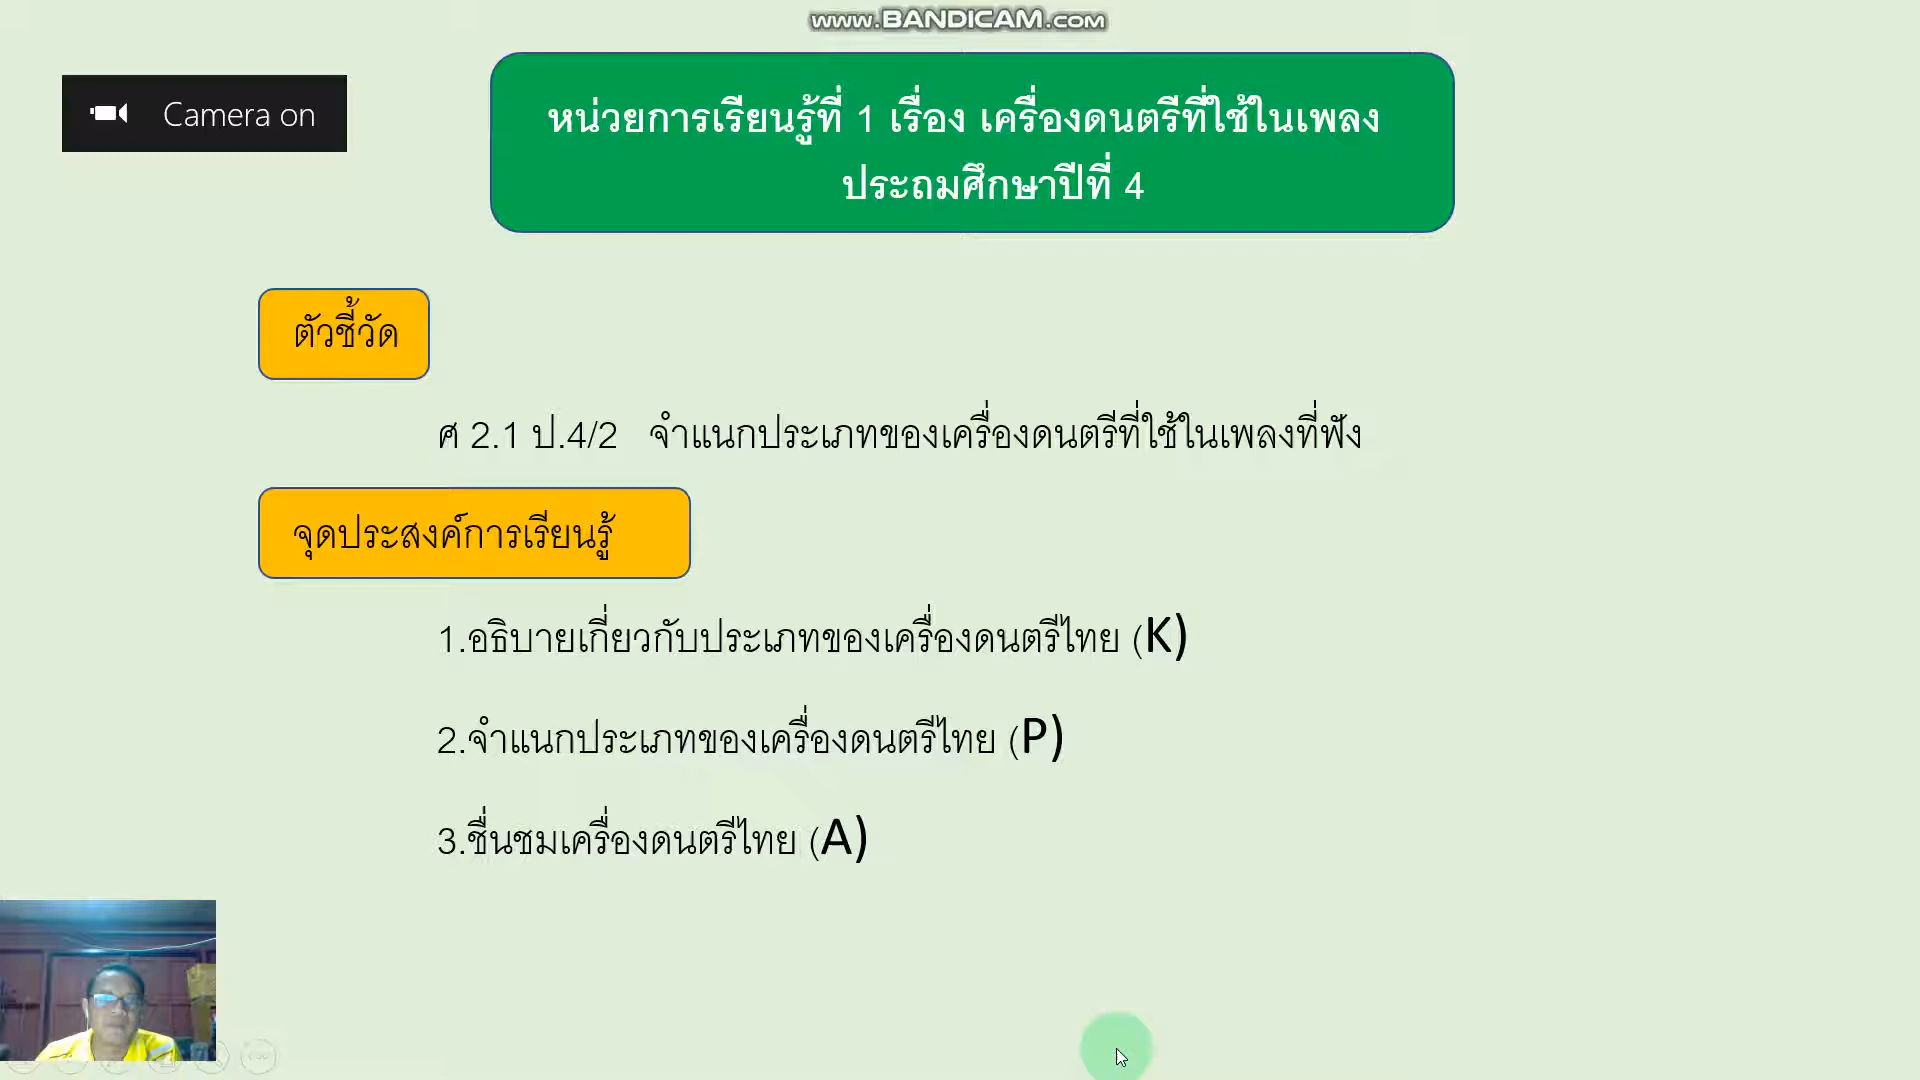 www.BANDICAM.com
Camera on
หน่วยการเรียนรู้ที่ 1 เรื่อง เครื่องดนตรีที่ใช้ในเพลง
ประถมศึกษาปีที่ 4
ตัวชี้วัด
ศ 2.1 ป.4/2 จำแนกประเภทของเครื่องดนตรีที่ใช้ในเพลงที่ฟัง
จุดประสงค์การเรียนรู้
1.อธิบายเกี่ยวกับประเภทของเครื่องดนตรีไทย (K)
2.จำแนกประเภทของเครื่องดนตรีไทย (P)
3.ชื่นชมเครื่องดนตรีไทย (A)